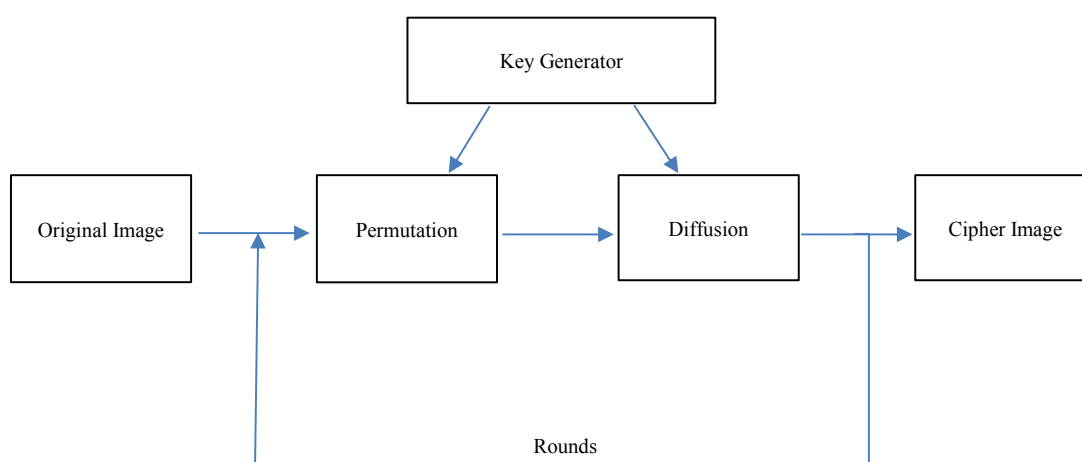 Key Generator
Original Image
Permutation
Diffusion
Cipher Image
Rounds